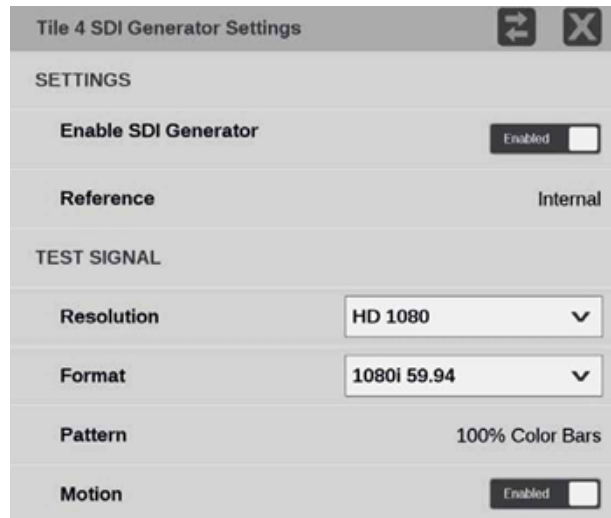 Tile 4 SDI Generator Settings
SETTINGS
Enable SDI Generator Enabled
Reference Internal
TEST SIGNAL
Resolution HD 1080
Format 1080i 59.94
Pattern 100% Color Bars
Motion Enabled